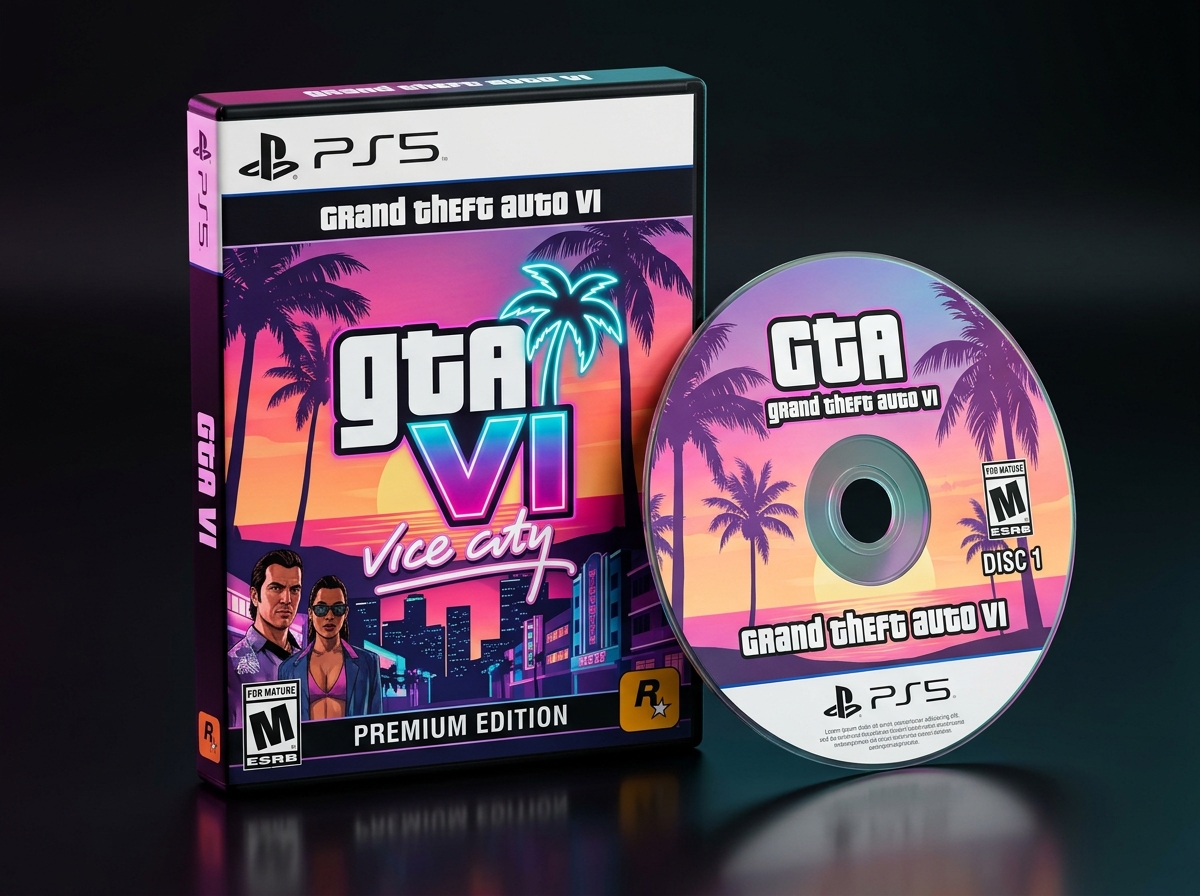 PS5
PS5
GRAND THEFT AUTO VI
GTA
VI
Vice City
GTA VI
FOR MATURE
M
ESRB
PREMIUM EDITION
R
R
GTA
GRAND THEFT AUTO VI
FOR MATUSE
M
ESRB
DISC 1
GRAND THEFT AUTO VI
PS5